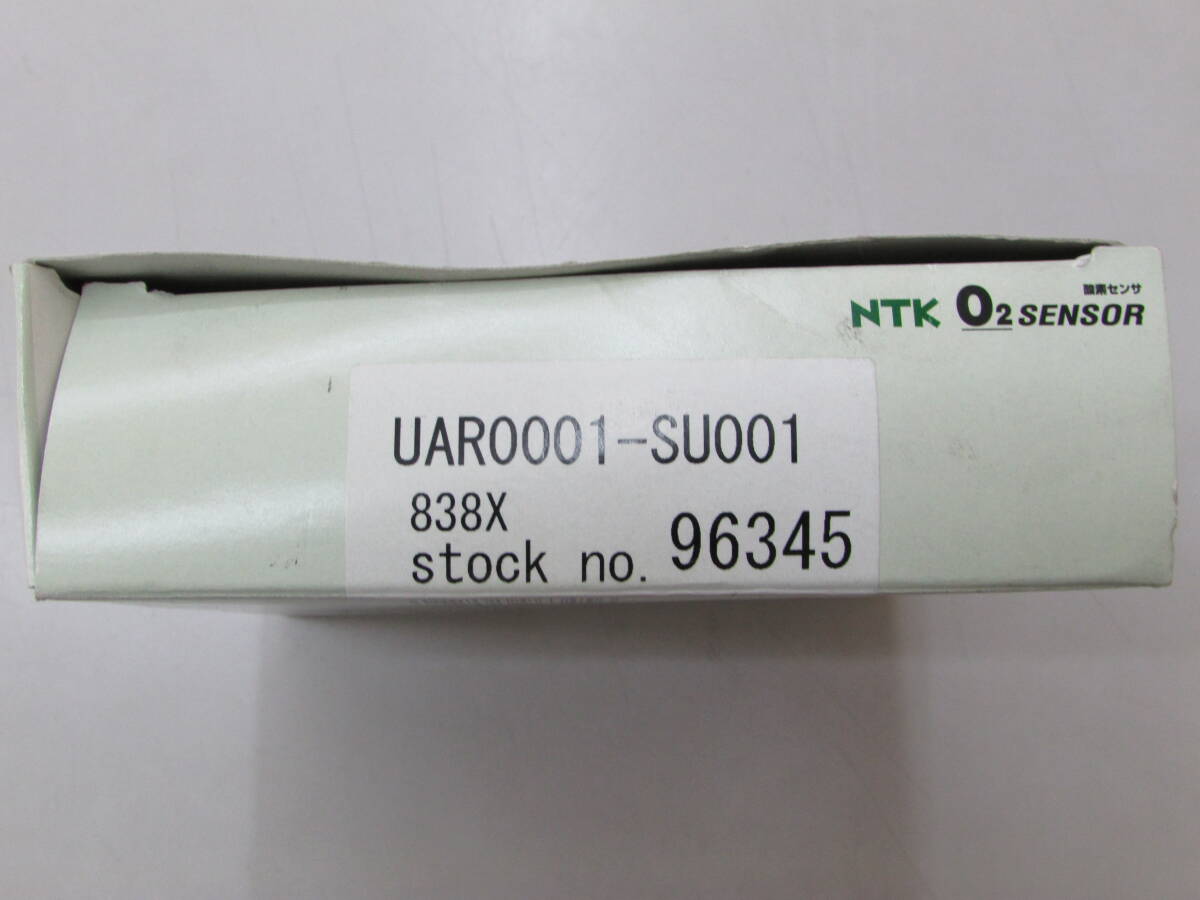 酸素センサ
NTK O2 SENSOR
UAR0001-SU001
838X
stock no. 96345